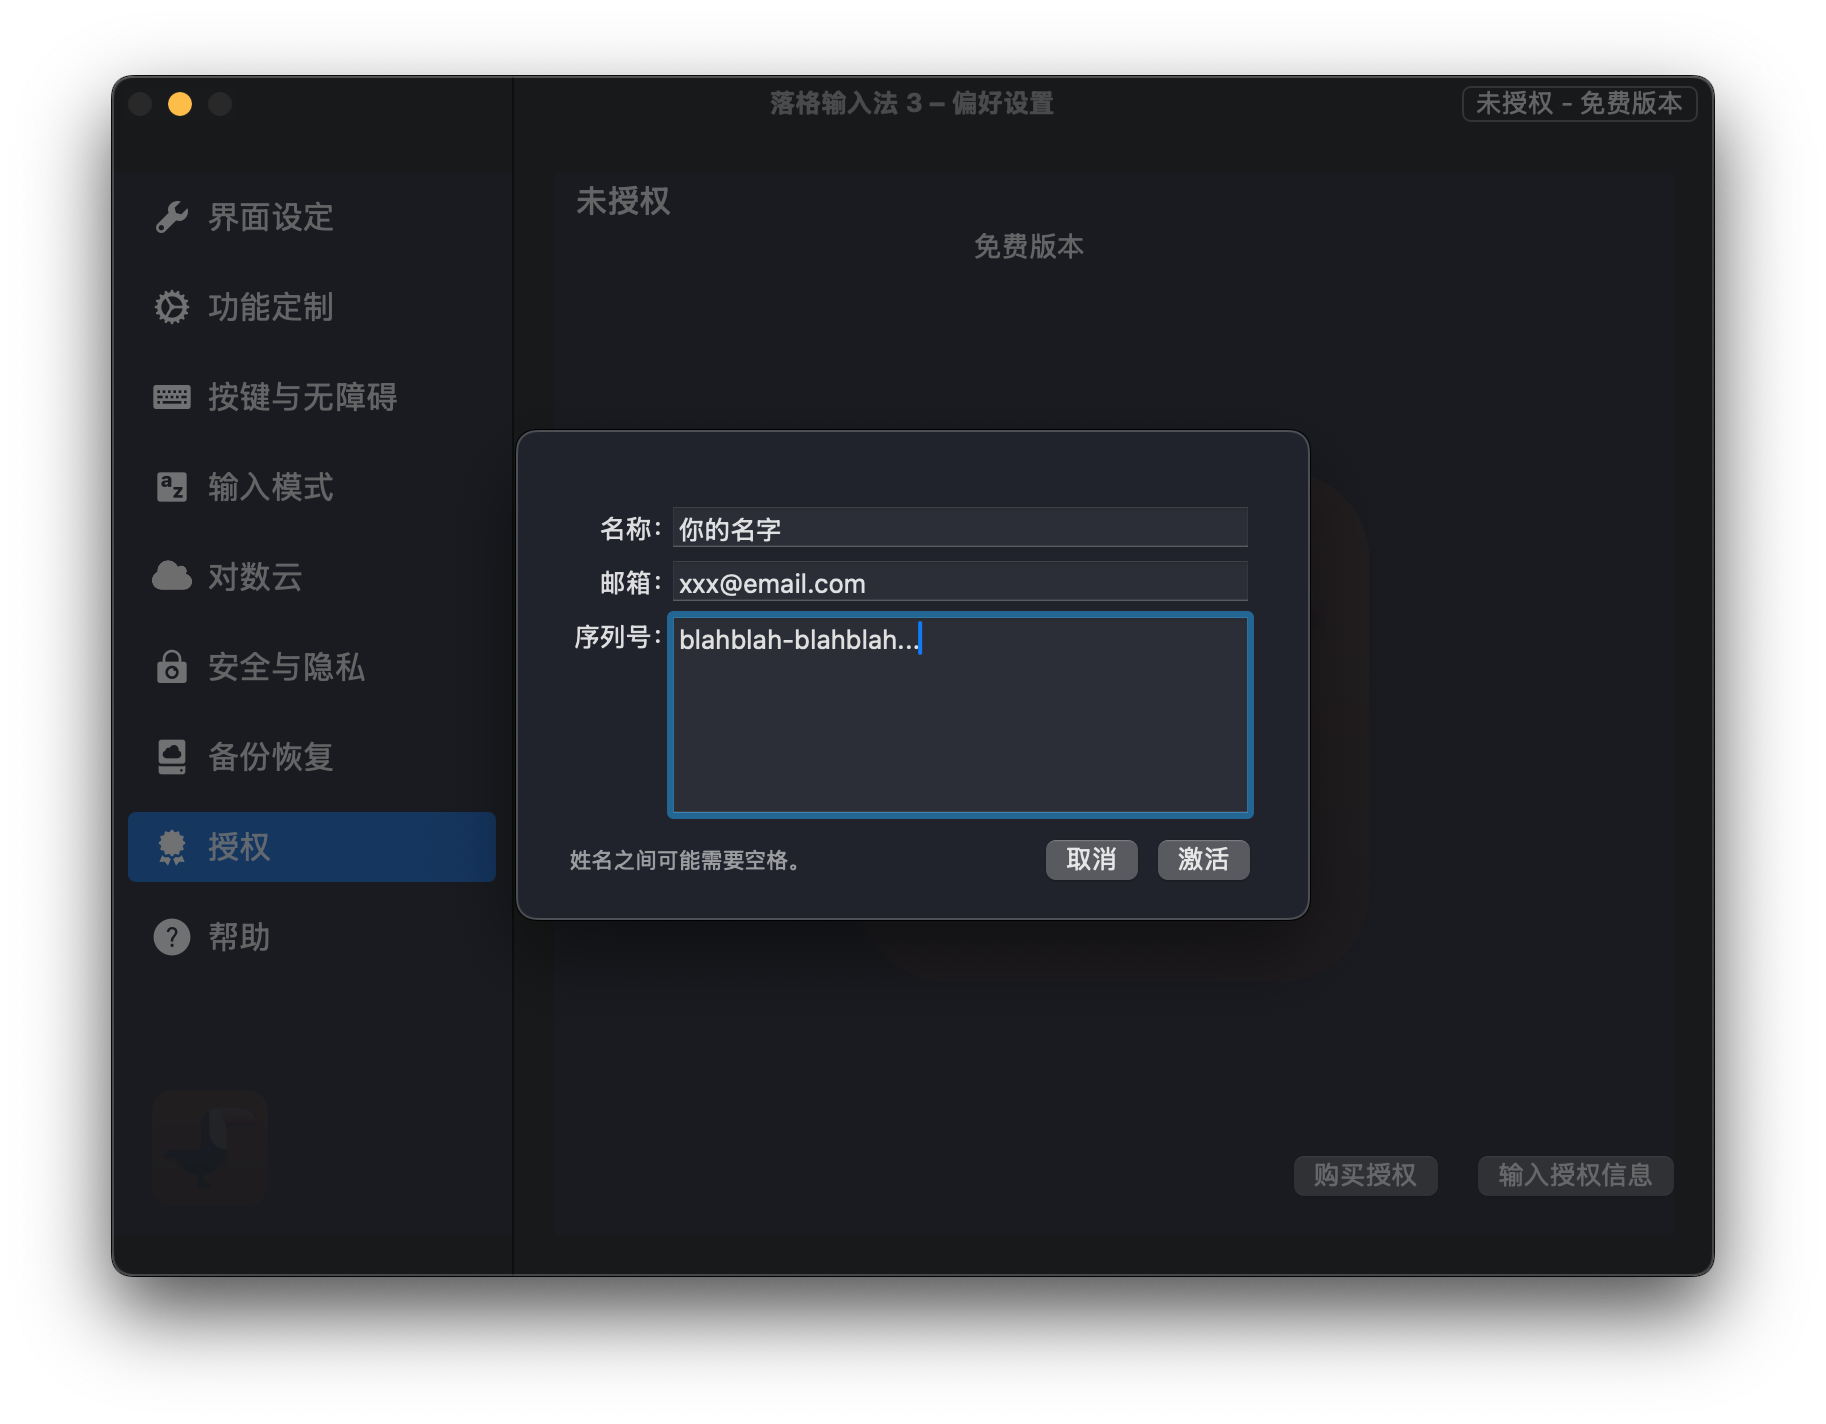 落格输入法 3 – 偏好设置
未授权 - 免费版本
界面设定
功能定制
按键与无障碍
输入模式
对数云
安全与隐私
备份恢复
授权
帮助
未授权
免费版本
名称：
你的名字
邮箱：
xxx@email.com
序列号：
blahblah-blahblah...
姓名之间可能需要空格。
取消
激活
购买授权
输入授权信息